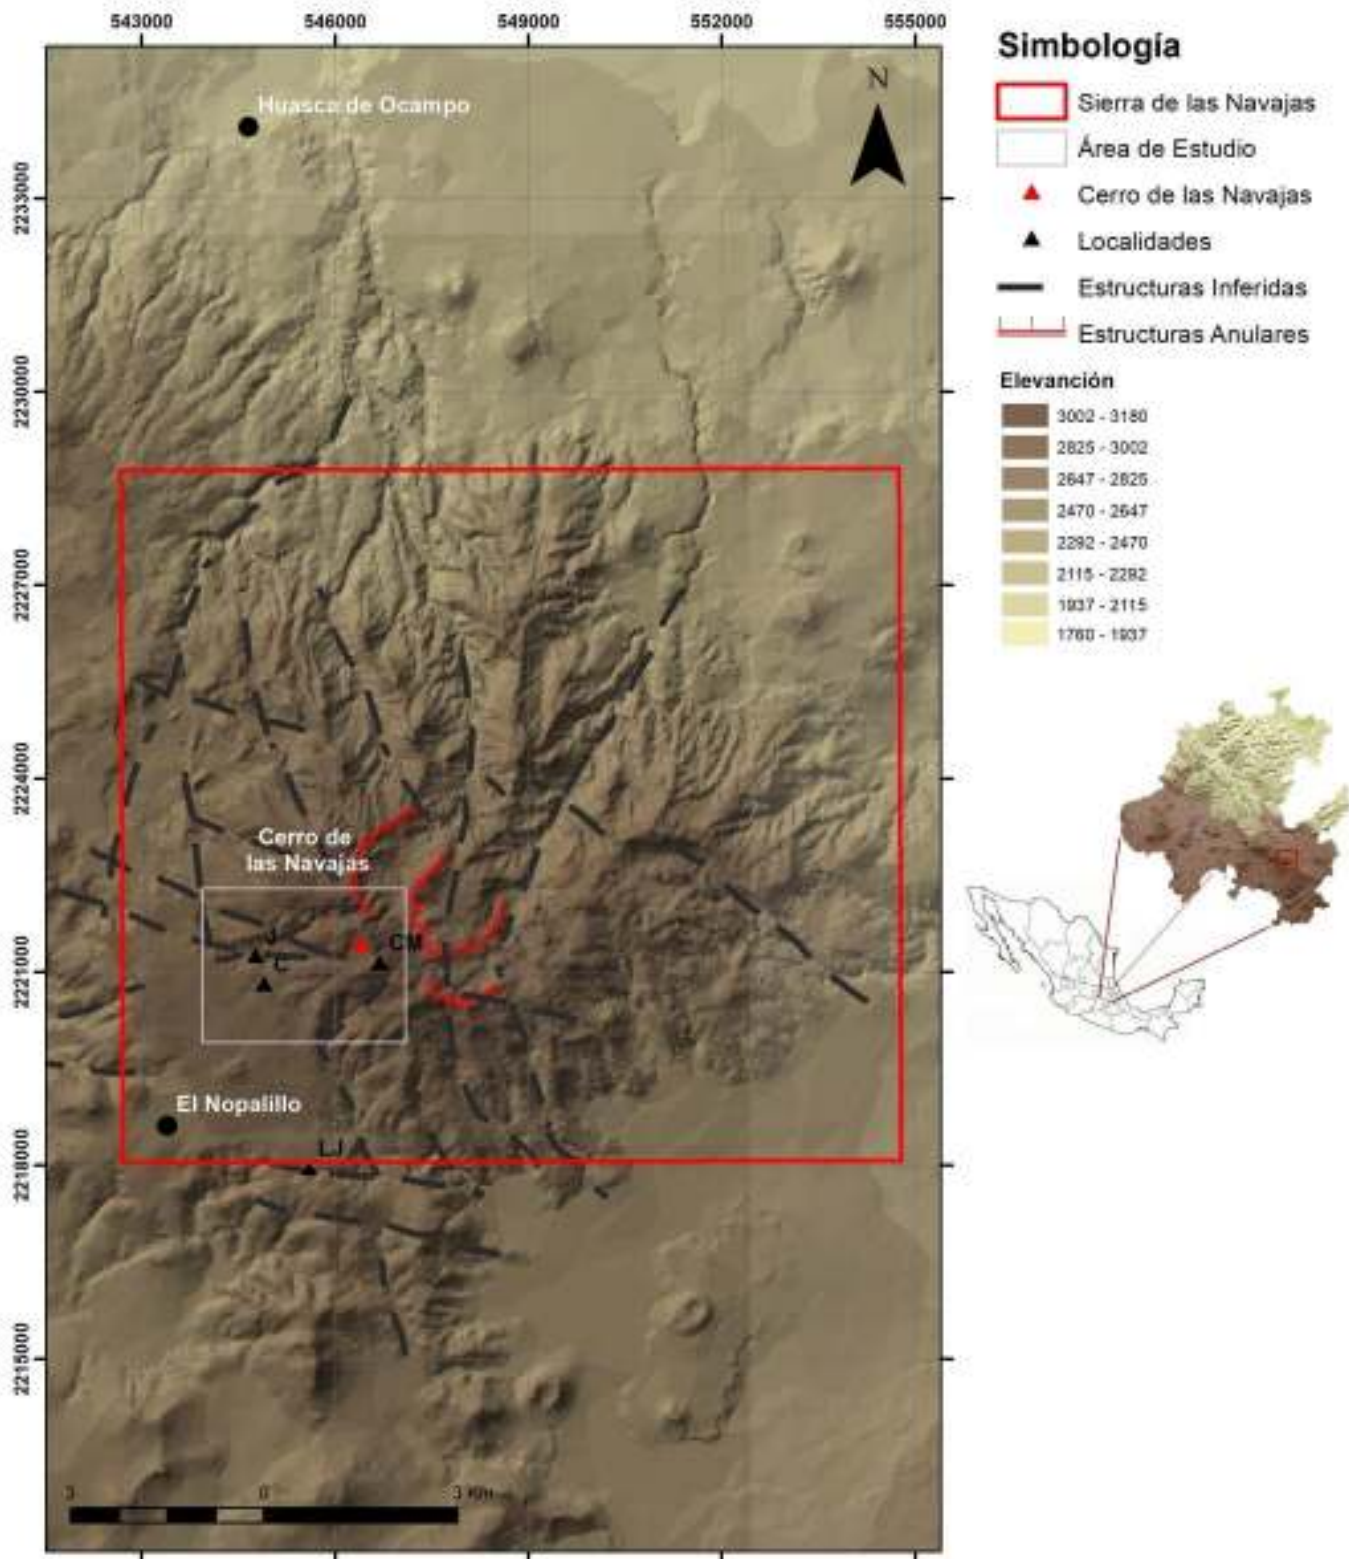 543000
546000
549000
552000
555000
Huasca de Ocampo
N
2233000
2230000
2227000
2224000
2221000
2218000
2215000
Cerro de
las Navajas
J
C
CM
El Nopalillo
LJ
3
0
3 Km
Simbología
Sierra de las Navajas
Área de Estudio
Cerro de las Navajas
Localidades
Estructuras Inferidas
Estructuras Anulares
Elevanción
3002 - 3180
2825 - 3002
2647 - 2825
2470 - 2647
2292 - 2470
2115 - 2292
1937 - 2115
1760 - 1937